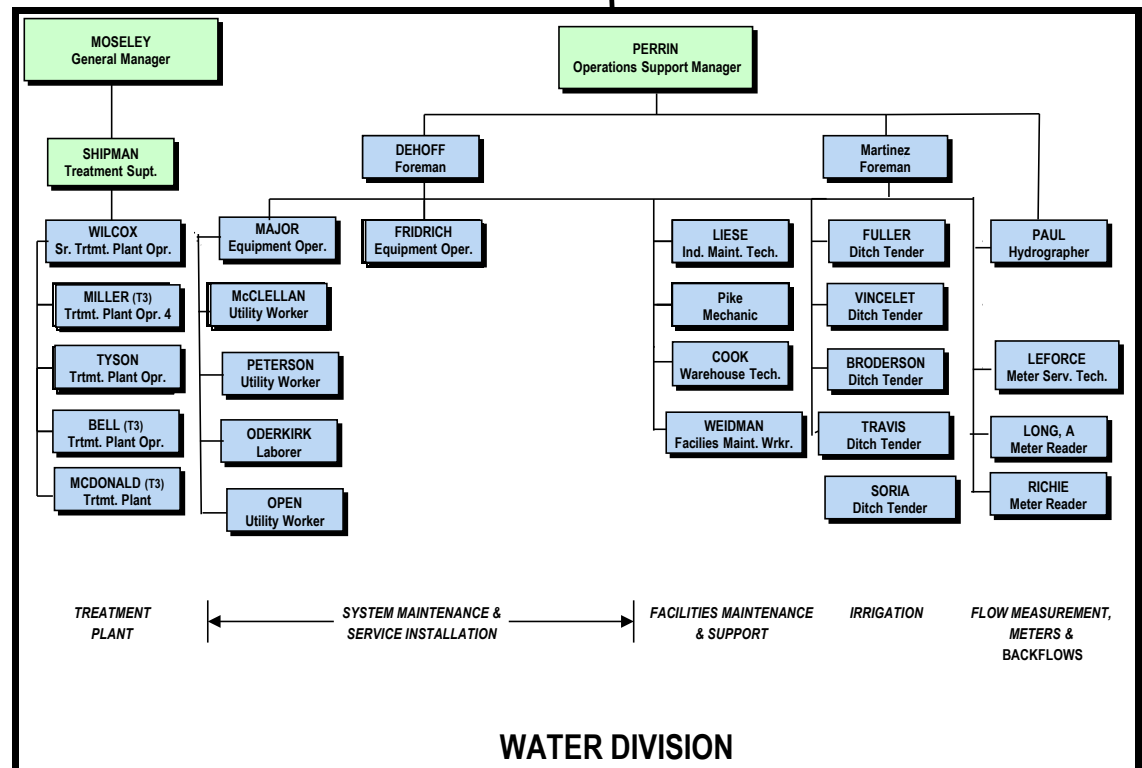 MOSELEY
General Manager
PERRIN
Operations Support Manager
SHIPMAN
Treatment Supt.
DEHOFF
Foreman
Martinez
Foreman
WILCOX
Sr. Trtmt. Plant Opr.
MILLER (T3)
Trtmt. Plant Opr. 4
TYSON
Trtmt. Plant Opr.
BELL (T3)
Trtmt. Plant Opr.
MCDONALD (T3)
Trtmt. Plant
MAJOR
Equipment Oper.
McCLELLAN
Utility Worker
PETERSON
Utility Worker
ODERKIRK
Laborer
OPEN
Utility Worker
FRIDRICH
Equipment Oper.
LIESE
Ind. Maint. Tech.
Pike
Mechanic
COOK
Warehouse Tech.
WEIDMAN
Facilies Maint. Wrkr.
FULLER
Ditch Tender
VINCELET
Ditch Tender
BRODERSON
Ditch Tender
TRAVIS
Ditch Tender
SORIA
Ditch Tender
PAUL
Hydrographer
LEFORCE
Meter Serv. Tech.
LONG, A
Meter Reader
RICHIE
Meter Reader
TREATMENT
PLANT
SYSTEM MAINTENANCE &
SERVICE INSTALLATION
FACILITIES MAINTENANCE
& SUPPORT
IRRIGATION
FLOW MEASUREMENT,
METERS &
BACKFLOWS
WATER DIVISION